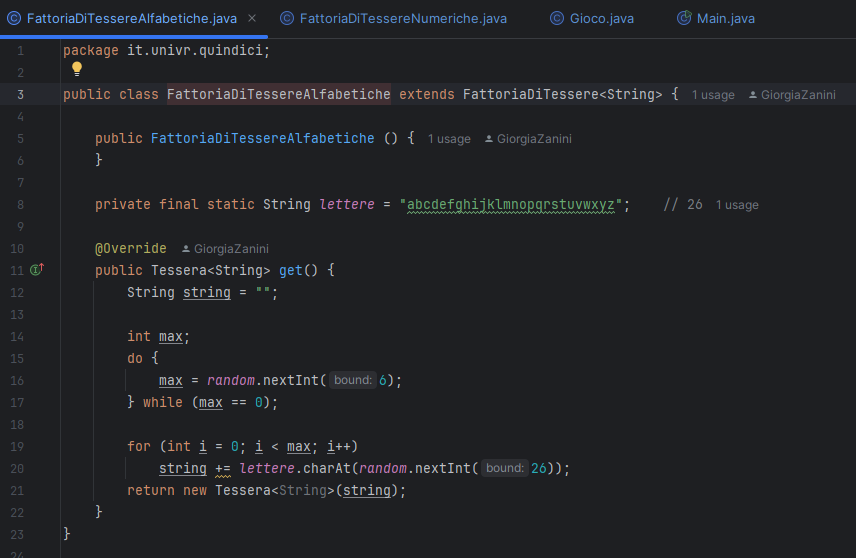 FattoriaDiTessereAlfabetiche.java × FattoriaDiTessereNumeriche.java Gioco.java Main.java
1 package it.univr.quindici;
2
3 public class FattoriaDiTessereAlfabetiche extends FattoriaDiTessere<String> { 1 usage GiorgiaZanini
4
5 public FattoriaDiTessereAlfabetiche () { 1 usage GiorgiaZanini
6 }
7
8 private final static String lettere = "abcdefghijklmnopqrstuvwxyz"; // 26 1 usage
9
10 @Override GiorgiaZanini
11 public Tessera<String> get() {
12 String string = "";
13
14 int max;
15 do {
16 max = random.nextInt( bound: 6);
17 } while (max == 0);
18
19 for (int i = 0; i < max; i++)
20 string += lettere.charAt(random.nextInt( bound: 26));
21 return new Tessera<String>(string);
22 }
23 }
24